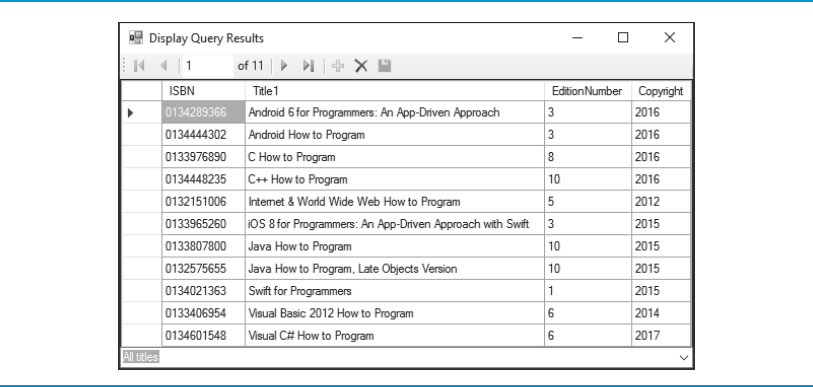 Display Query Results
1 of 11
ISBN Title1 EditionNumber Copyright
0134289366 Android 6 for Programmers: An App-Driven Approach 3 2016
0134444302 Android How to Program 3 2016
0133976890 C How to Program 8 2016
0134448235 C++ How to Program 10 2016
0132151006 Internet & World Wide Web How to Program 5 2012
0133965260 iOS 8 for Programmers: An App-Driven Approach with Swift 3 2015
0133807800 Java How to Program 10 2015
0132575655 Java How to Program, Late Objects Version 10 2015
0134021363 Swift for Programmers 1 2015
0133406954 Visual Basic 2012 How to Program 6 2014
0134601548 Visual C# How to Program 6 2017
All titles